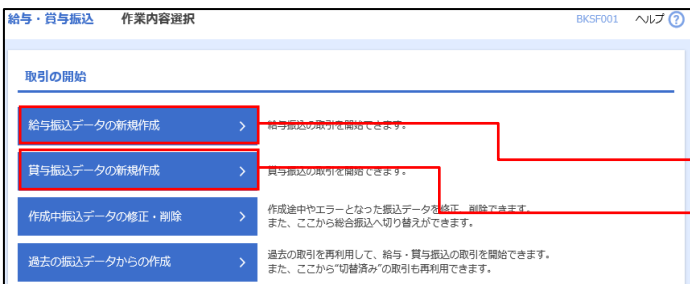 給与・賞与振込 作業内容選択 BKSF001 ヘルプ ?
取引の開始
給与振込データの新規作成 給与振込の取引を開始できます。
賞与振込データの新規作成 賞与振込の取引を開始できます。
作成中振込データの修正・削除 作成途中やエラーとなった振込データを修正、削除できます。
また、ここから総合振込へ切り替えができます。
過去の振込データからの作成 過去の取引を再利用して、給与・賞与振込の取引を開始できます。
また、ここから“切替済み”の取引も再利用できます。